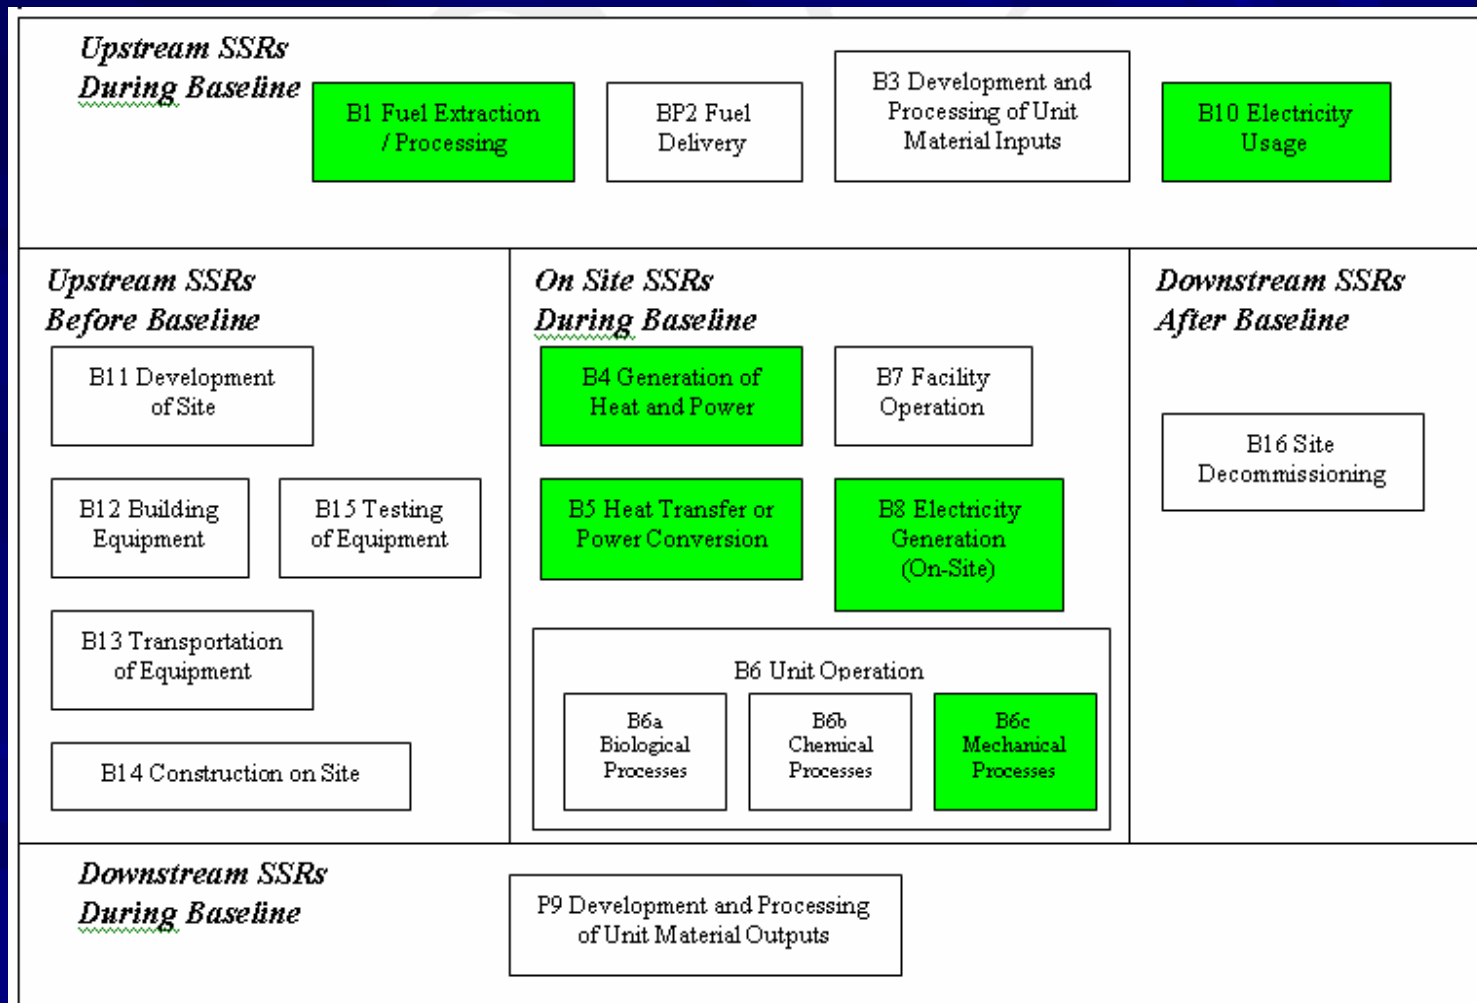 Upstream SSRs
During Baseline
B1 Fuel Extraction
/ Processing
BP2 Fuel
Delivery
B3 Development and
Processing of Unit
Material Inputs
B10 Electricity
Usage
Upstream SSRs
Before Baseline
B11 Development
of Site
B12 Building
Equipment
B15 Testing
of Equipment
B13 Transportation
of Equipment
B14 Construction on Site
On Site SSRs
During Baseline
B4 Generation of
Heat and Power
B7 Facility
Operation
B5 Heat Transfer or
Power Conversion
B8 Electricity
Generation
(On-Site)
B6 Unit Operation
B6a
Biological
Processes
B6b
Chemical
Processes
B6c
Mechanical
Processes
Downstream SSRs
After Baseline
B16 Site
Decommissioning
Downstream SSRs
During Baseline
P9 Development and Processing
of Unit Material Outputs